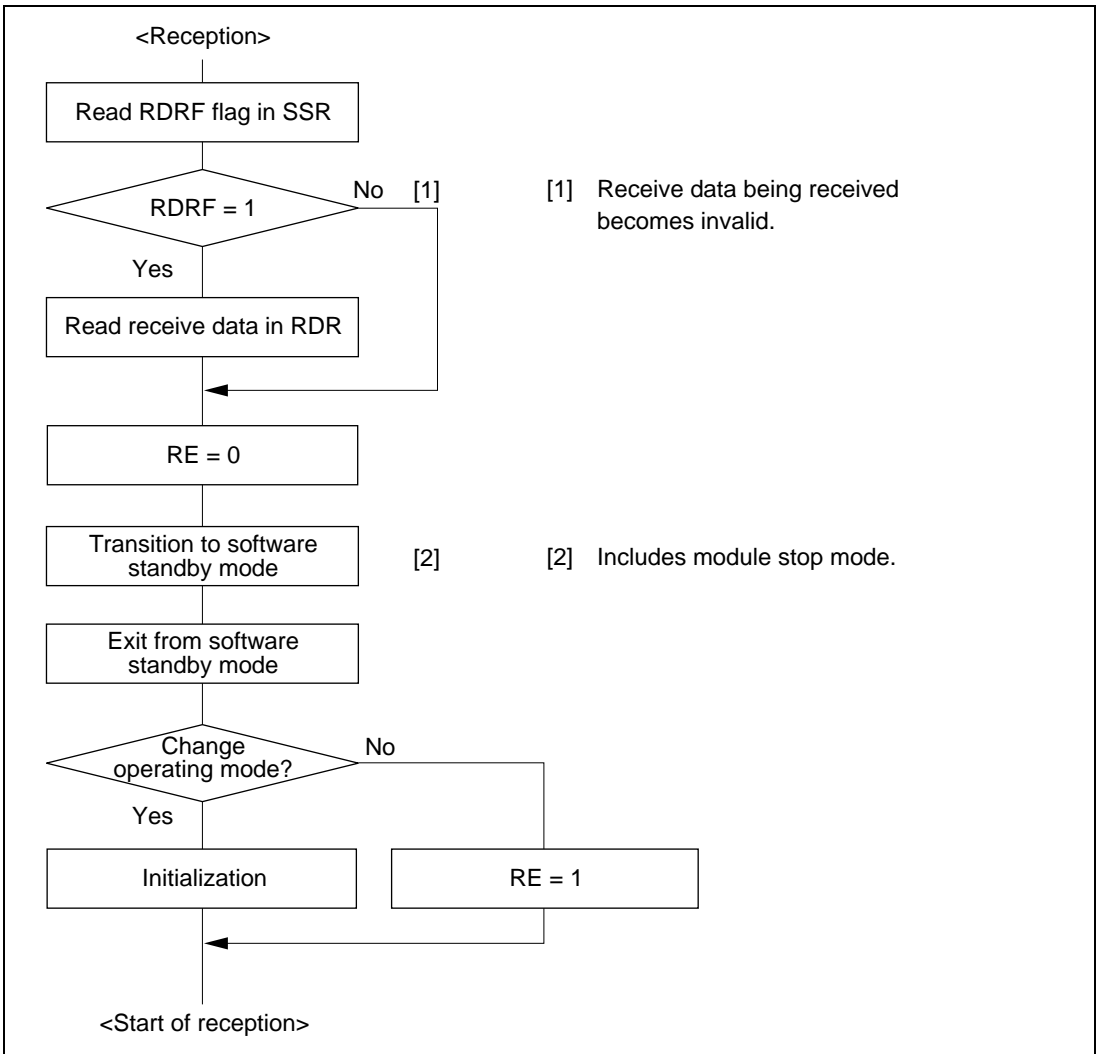 <Reception>
Read RDRF flag in SSR
No [1]
[1] Receive data being received
becomes invalid.
RDRF = 1
Yes
Read receive data in RDR
RE = 0
Transition to software
standby mode
[2]
[2] Includes module stop mode.
Exit from software
standby mode
Change
operating mode?
No
Yes
Initialization
RE = 1
<Start of reception>